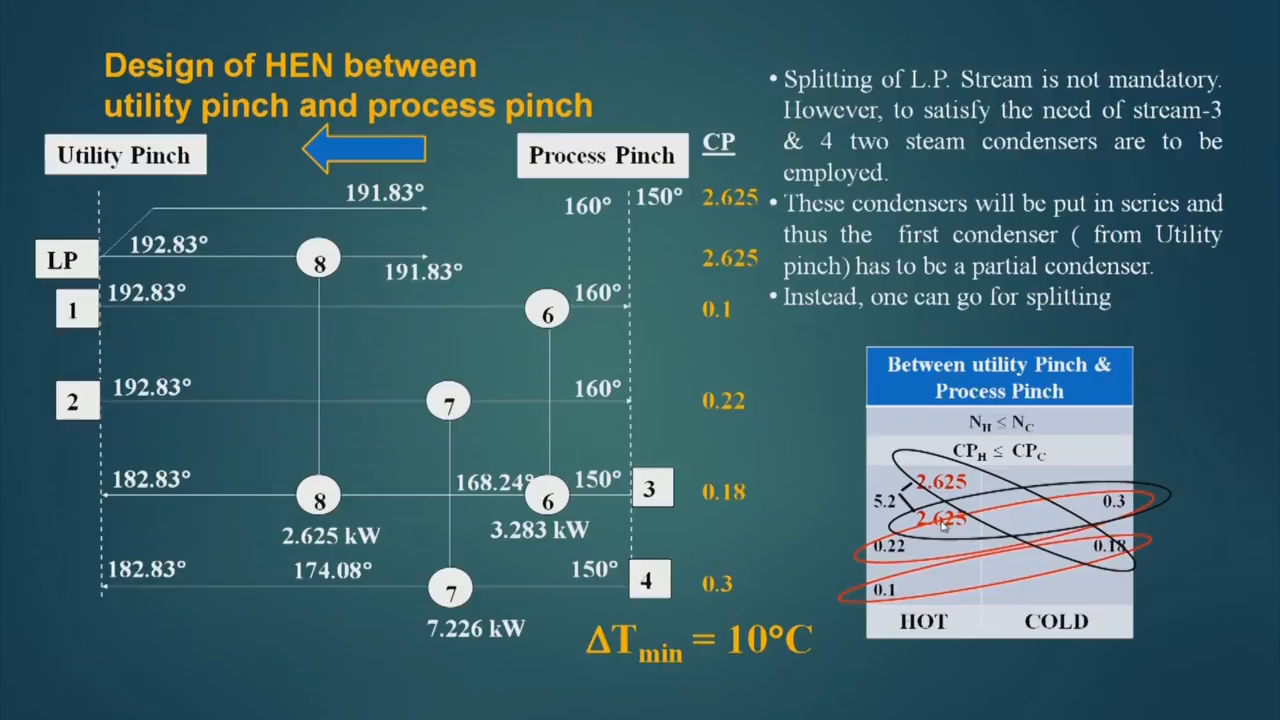 Design of HEN between
utility pinch and process pinch
Utility Pinch
Process Pinch
CP
191.83°
160°
150°
2.625
LP
192.83°
8
191.83°
2.625
1
192.83°
6
160°
0.1
2
192.83°
7
160°
0.22
182.83°
8
168.24°
6
150°
3
0.18
2.625 kW
3.283 kW
182.83°
174.08°
7
150°
4
0.3
7.226 kW
ΔTmin = 10°C
• Splitting of L.P. Stream is not mandatory.
However, to satisfy the need of stream-3
& 4 two steam condensers are to be
employed.
• These condensers will be put in series and
thus the first condenser ( from Utility
pinch) has to be a partial condenser.
• Instead, one can go for splitting
Between utility Pinch &
Process Pinch
NH ≤ NC
CPH ≤ CPC
2.625
5.2
0.3
2.625
0.22
0.18
0.1
HOT
COLD